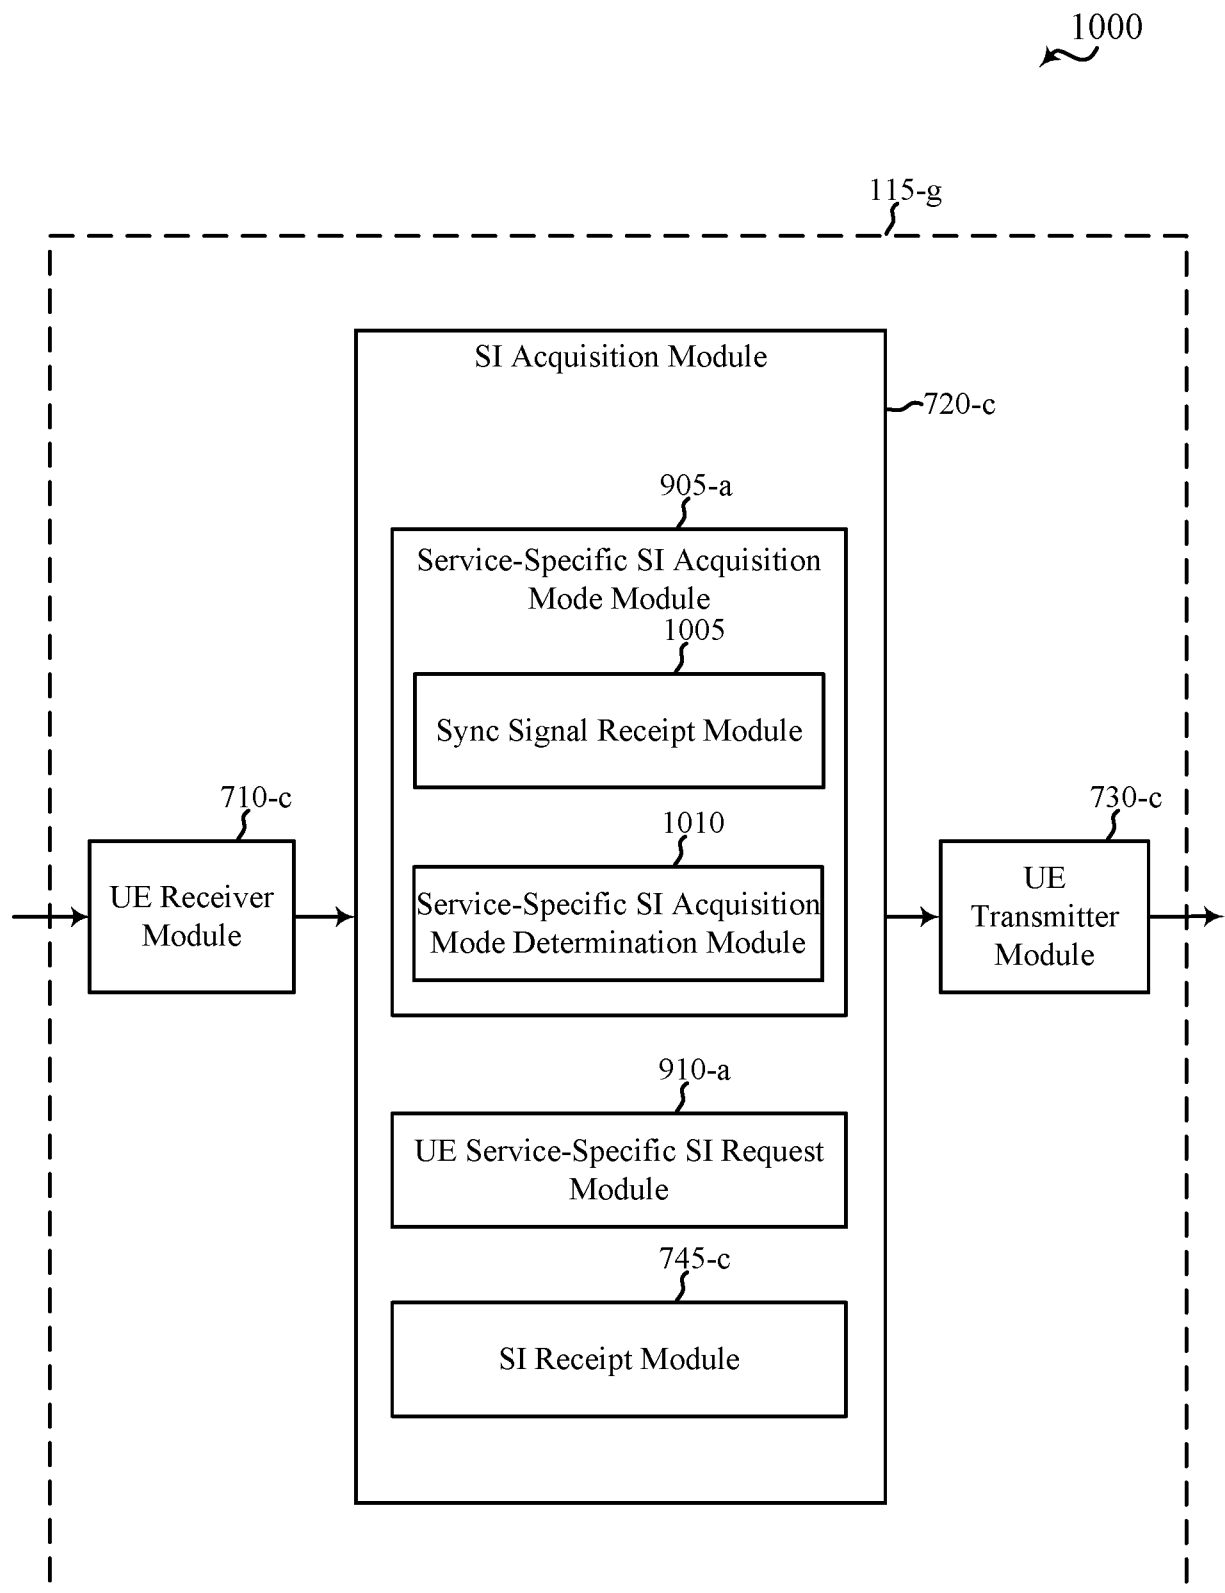 1000
115-g
SI Acquisition Module
720-c
905-a
Service-Specific SI Acquisition
Mode Module
1005
Sync Signal Receipt Module
710-c
UE Receiver
Module
1010
Service-Specific SI Acquisition
Mode Determination Module
730-c
UE
Transmitter
Module
910-a
UE Service-Specific SI Request
Module
745-c
SI Receipt Module